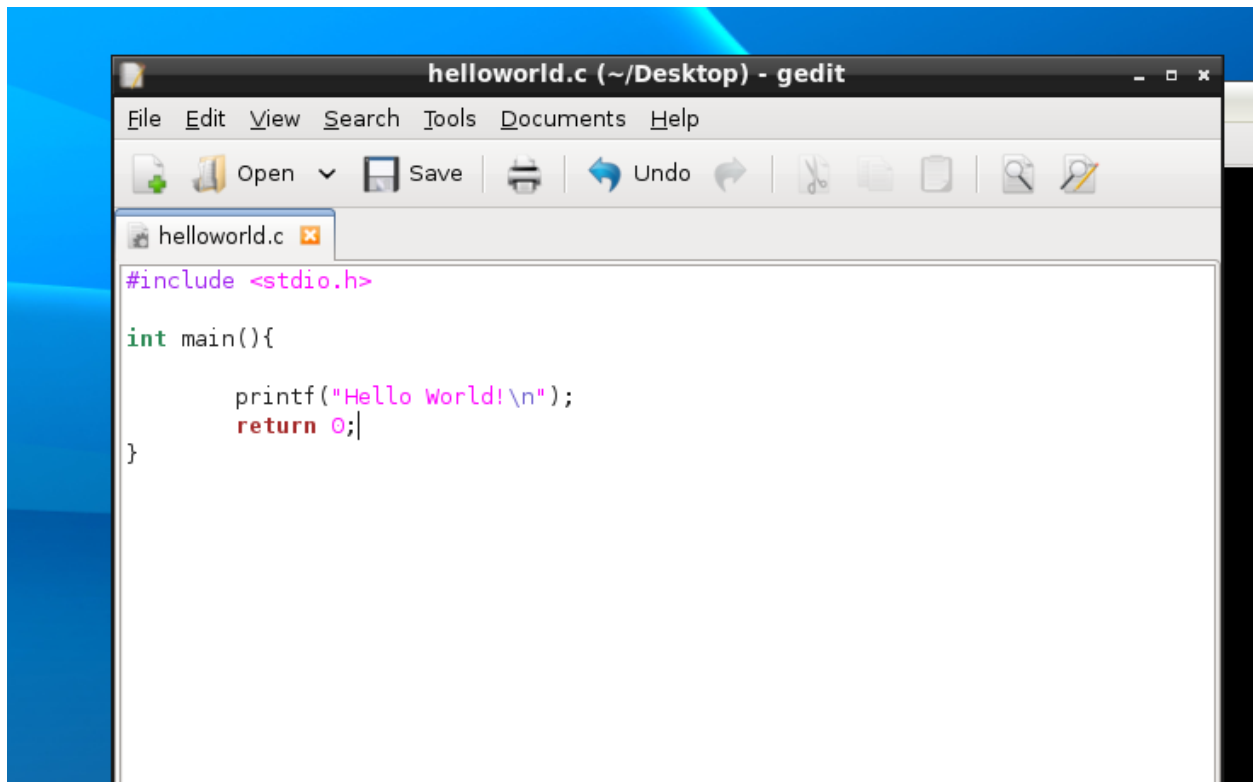 helloworld.c (~/Desktop) - gedit
File Edit View Search Tools Documents Help
Open Save Undo
helloworld.c
#include <stdio.h>
int main(){
printf("Hello World!\n");
return 0;
}